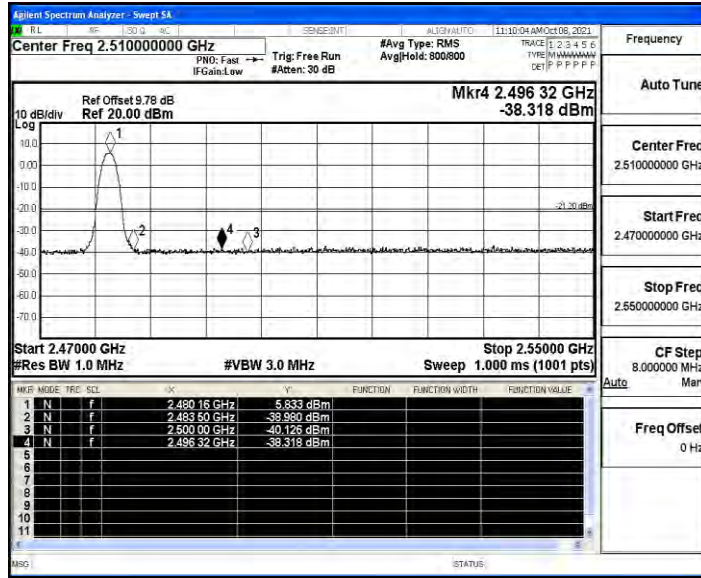 Agilent Spectrum Analyzer - Swept SA
RL RF 50 Ω AC SENSE:INT ALIGN AUTO 11:10:04 AM Oct 08, 2021
Center Freq 2.510000000 GHz
PNO: Fast
IFGain:Low
Trig: Free Run
#Atten: 30 dB
#Avg Type: RMS
Avg|Hold: 800/800
TRACE 1 2 3 4 5 6
TYPE M
DET P P P P P
Ref Offset 9.78 dB
10 dB/div Ref 20.00 dBm
Log
Mkr4 2.496 32 GHz
-38.318 dBm
10.0
0.00
-10.0
-20.0
-30.0
-40.0
-50.0
-60.0
-70.0
1
2
4
3
-21.20 dBm
Start 2.47000 GHz Stop 2.55000 GHz
#Res BW 1.0 MHz #VBW 3.0 MHz Sweep 1.000 ms (1001 pts)
MKR MODE TRC SCL X Y FUNCTION FUNCTION WIDTH FUNCTION VALUE
1 N f 2.480 16 GHz 5.833 dBm
2 N f 2.483 50 GHz -38.980 dBm
3 N f 2.500 00 GHz -40.126 dBm
4 N f 2.496 32 GHz -38.318 dBm
5
6
7
8
9
10
11
MSG STATUS
Frequency
Auto Tune
Center Freq
2.510000000 GHz
Start Freq
2.470000000 GHz
Stop Freq
2.550000000 GHz
CF Step
8.000000 MHz
Auto Man
Freq Offset
0 Hz